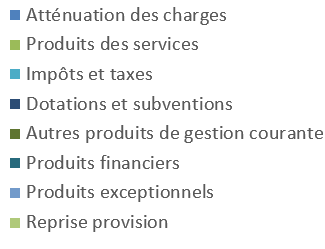 Atténuation des charges
Produits des services
Impôts et taxes
Dotations et subventions
Autres produits de gestion courante
Produits financiers
Produits exceptionnels
Reprise provision